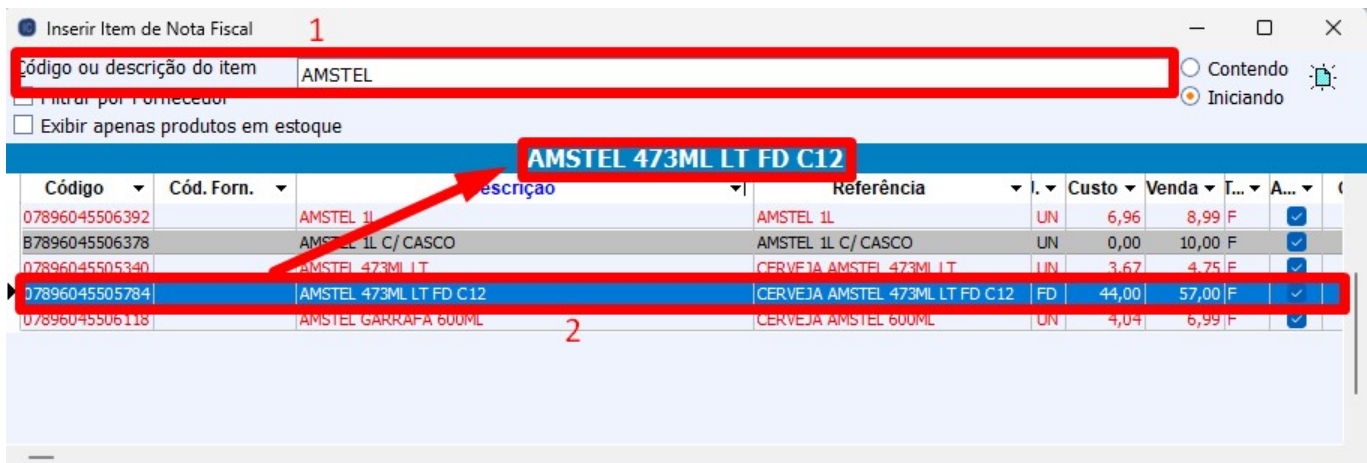 Inserir Item de Nota Fiscal 1
Código ou descrição do item AMSTEL Contendo
Filtrar por Fornecedor Iniciando
Exibir apenas produtos em estoque
AMSTEL 473ML LT FD C12
Código Cód. Forn. Descrição Referência Custo Venda T... A...
07896045506392 AMSTEL 1L AMSTEL 1L UN 6,96 8,99 F
B7896045506378 AMSTEL 1L C/ CASCO AMSTEL 1L C/ CASCO UN 0,00 10,00 F
07896045505340 AMSTEL 473ML LT CERVEJA AMSTEL 473ML LT UN 3,67 4,75 F
07896045505784 AMSTEL 473ML LT FD C12 CERVEJA AMSTEL 473ML LT FD C12 FD 44,00 57,00 F
07896045506118 AMSTEL GARRAFA 600ML CERVEJA AMSTEL 600ML UN 4,04 6,99 F
2